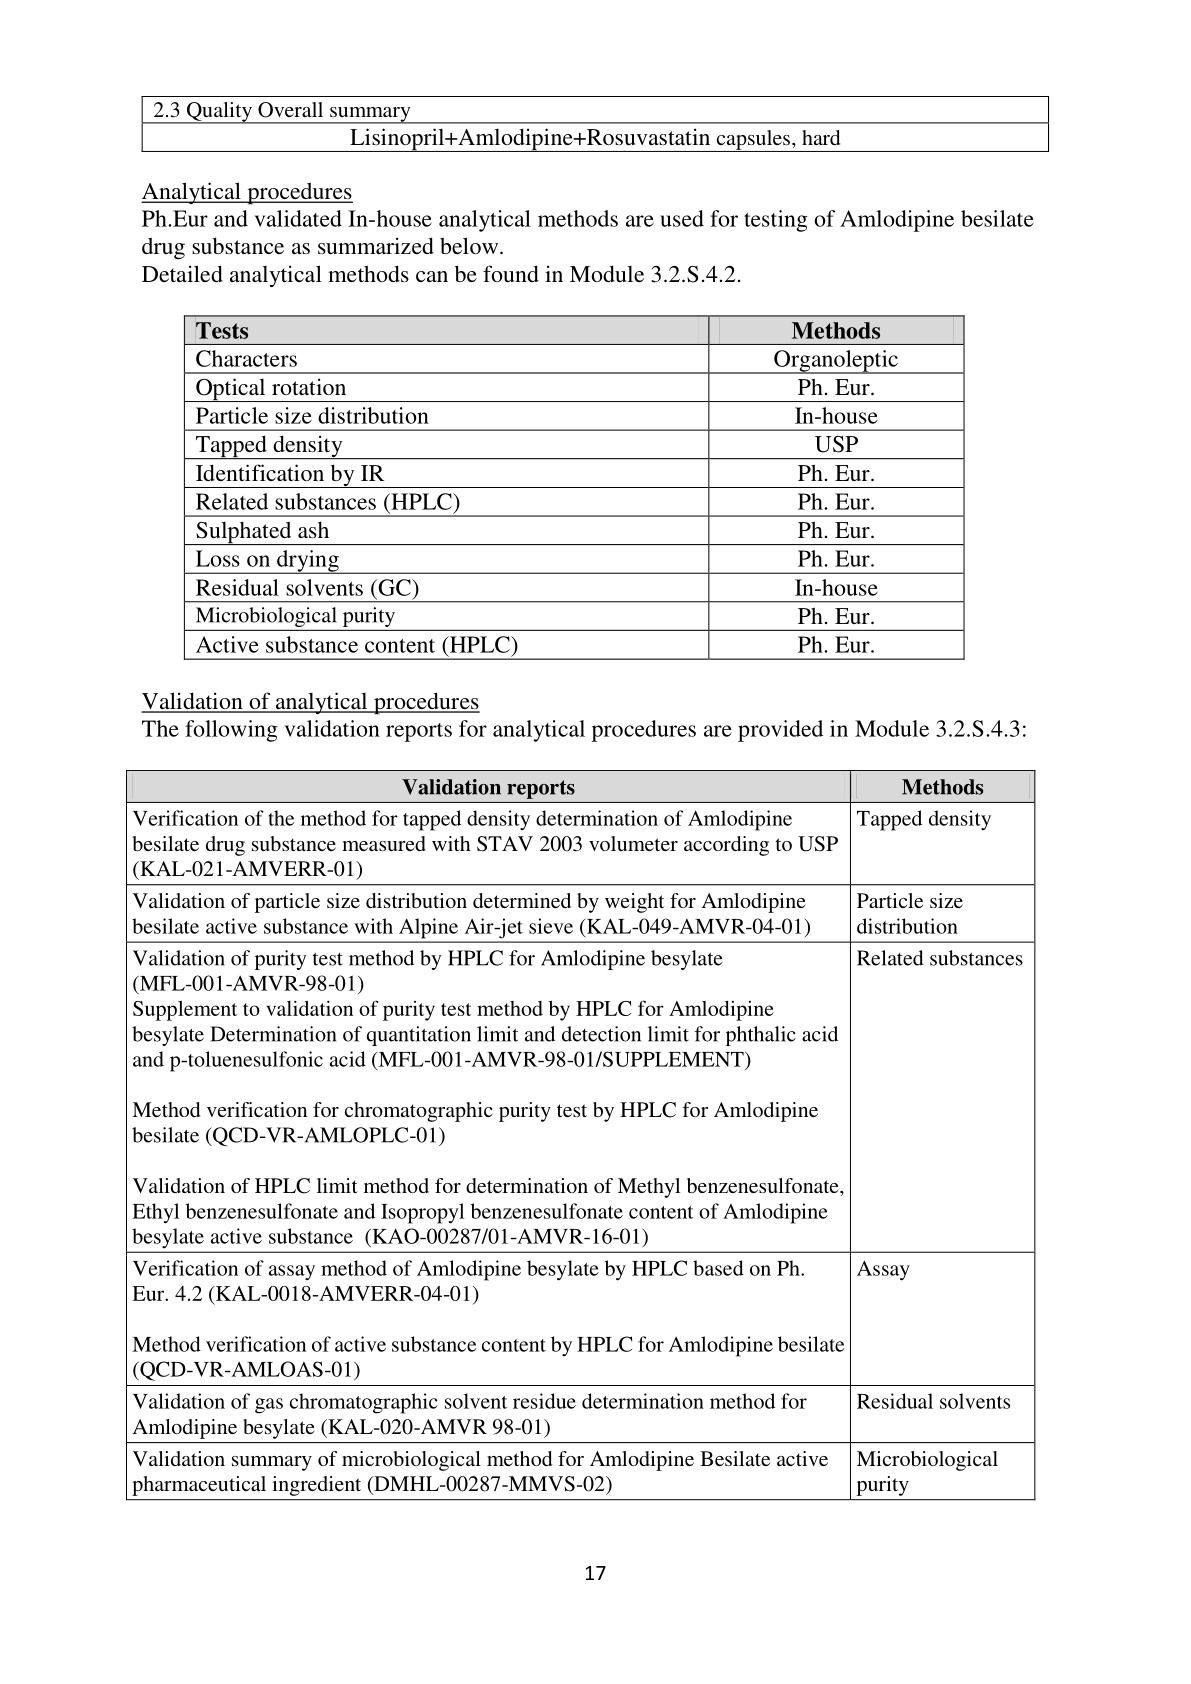 2.3 Quality Overall summary
Lisinopril+Amlodipine+Rosuvastatin capsules, hard
Analytical procedures
Ph.Eur and validated In-house analytical methods are used for testing of Amlodipine besilate
drug substance as summarized below.
Detailed analytical methods can be found in Module 3.2.S.4.2.
Tests Methods
Characters Organoleptic
Optical rotation Ph. Eur.
Particle size distribution In-house
Tapped density USP
Identification by IR Ph. Eur.
Related substances (HPLC) Ph. Eur.
Sulphated ash Ph. Eur.
Loss on drying Ph. Eur.
Residual solvents (GC) In-house
Microbiological purity Ph. Eur.
Active substance content (HPLC) Ph. Eur.
Validation of analytical procedures
The following validation reports for analytical procedures are provided in Module 3.2.S.4.3:
Validation reports Methods
Verification of the method for tapped density determination of Amlodipine Tapped density
besilate drug substance measured with STAV 2003 volumeter according to USP
(KAL-021-AMVERR-01)
Validation of particle size distribution determined by weight for Amlodipine Particle size
besilate active substance with Alpine Air-jet sieve (KAL-049-AMVR-04-01) distribution
Validation of purity test method by HPLC for Amlodipine besylate Related substances
(MFL-001-AMVR-98-01)
Supplement to validation of purity test method by HPLC for Amlodipine
besylate Determination of quantitation limit and detection limit for phthalic acid
and p-toluenesulfonic acid (MFL-001-AMVR-98-01/SUPPLEMENT)
Method verification for chromatographic purity test by HPLC for Amlodipine
besilate (QCD-VR-AMLOPLC-01)
Validation of HPLC limit method for determination of Methyl benzenesulfonate,
Ethyl benzenesulfonate and Isopropyl benzenesulfonate content of Amlodipine
besylate active substance (KAO-00287/01-AMVR-16-01)
Verification of assay method of Amlodipine besylate by HPLC based on Ph. Assay
Eur. 4.2 (KAL-0018-AMVERR-04-01)
Method verification of active substance content by HPLC for Amlodipine besilate
(QCD-VR-AMLOAS-01)
Validation of gas chromatographic solvent residue determination method for Residual solvents
Amlodipine besylate (KAL-020-AMVR 98-01)
Validation summary of microbiological method for Amlodipine Besilate active Microbiological
pharmaceutical ingredient (DMHL-00287-MMVS-02) purity
17